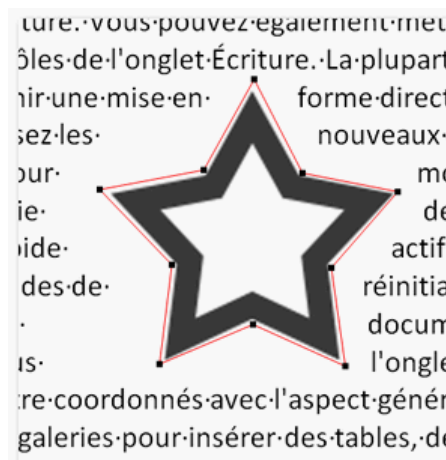 ture.·Vous·pouvez·également·met
ôles·de·l'onglet·Écriture.·La·plupart
nir·une·mise·en· forme·direct
sez·les· nouveaux·
our· mo
ie· de
oide· actif
des·de· réinitia
· docum
us· l'ongle
re·coordonnés·avec·l'aspect·génér
galeries·pour·insérer·des·tables,·de